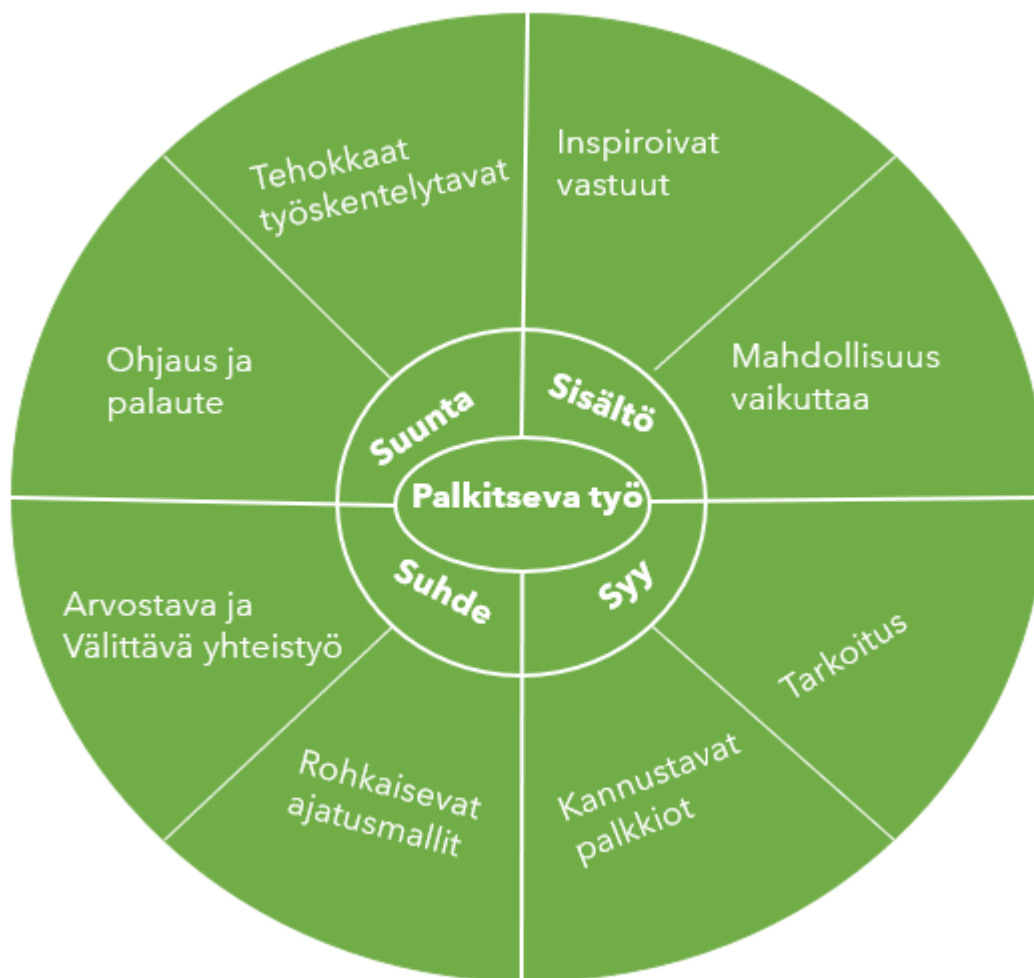 Tehokkaat
työskentelytavat
Inspiroivat
vastuut
Ohjaus ja
palaute
Mahdollisuus
vaikuttaa
Suunta
Sisältö
Palkitseva työ
Suhde
Syy
Arvostava ja
Välittävä yhteistyö
Tarkoitus
Rohkaisevat
ajatusmallit
Kannustavat
palkkiot